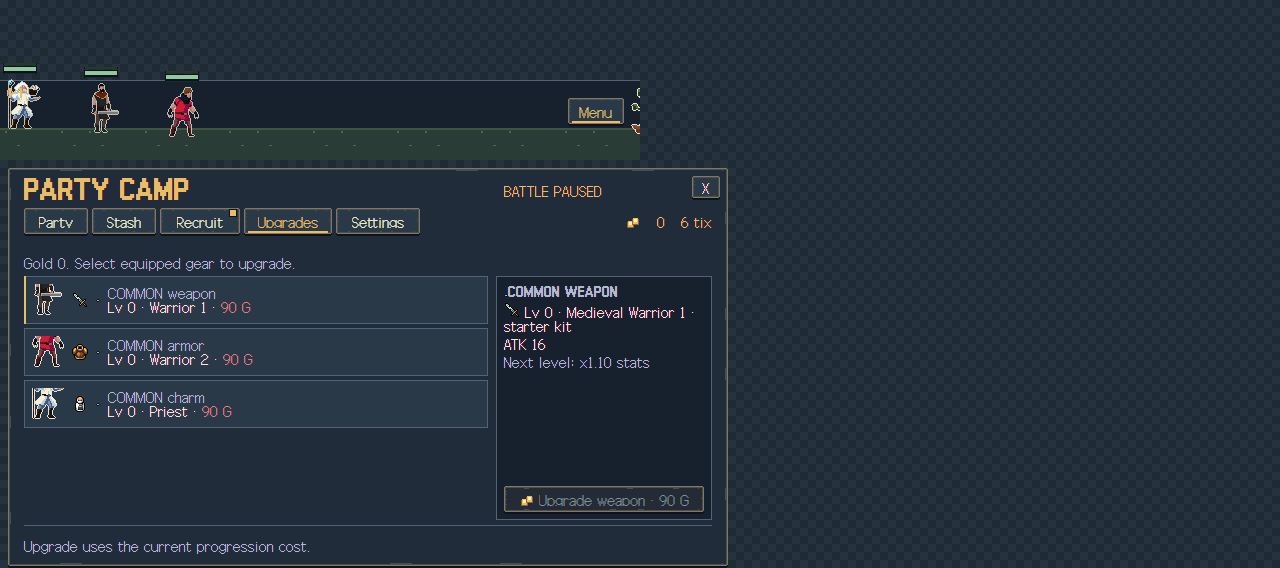 Menu
PARTY CAMP
BATTLE PAUSED
X
Party
Stash
Recruit
Upgrades
Settings
0 6 tix
Gold 0. Select equipped gear to upgrade.
COMMON weapon
Lv 0 · Warrior 1 · 90 G
COMMON armor
Lv 0 · Warrior 2 · 90 G
COMMON charm
Lv 0 · Priest · 90 G
COMMON WEAPON
Lv 0 · Medieval Warrior 1 ·
starter kit
ATK 16
Next level: x1.10 stats
Upgrade weapon · 90 G
Upgrade uses the current progression cost.